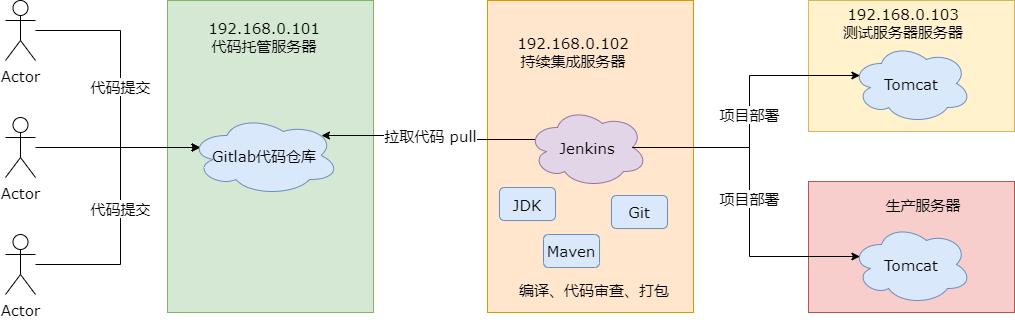 Actor
代码提交
Actor
代码提交
Actor
192.168.0.101
代码托管服务器
Gitlab代码仓库
拉取代码 pull
192.168.0.102
持续集成服务器
Jenkins
JDK
Git
Maven
编译、代码审查、打包
项目部署
项目部署
192.168.0.103
测试服务器服务器
Tomcat
生产服务器
Tomcat